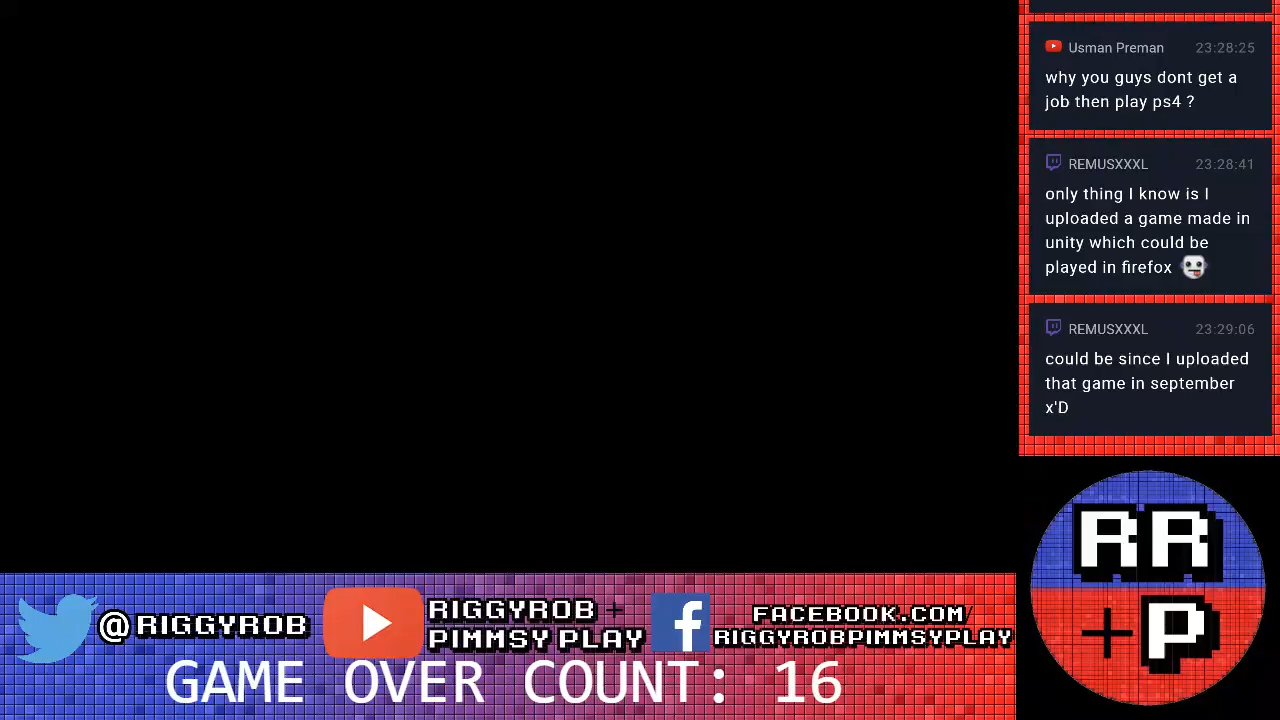 Usman Preman 23:28:25
why you guys dont get a
job then play ps4 ?
REMUSXXXL 23:28:41
only thing I know is I
uploaded a game made in
unity which could be
played in firefox
REMUSXXXL 23:29:06
could be since I uploaded
that game in september
x'D
RR
+P
@RIGGYROB
RIGGYROB +
PIMMSY PLAY
FACEBOOK.COM/
RIGGYROBPIMMSYPLAY
GAME OVER COUNT: 16